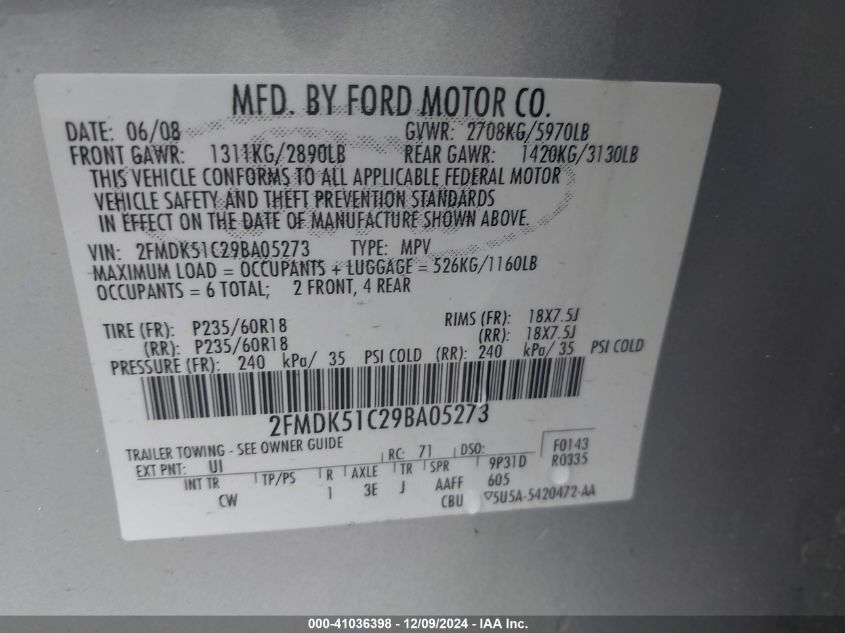 MFD. BY FORD MOTOR CO.
DATE: 06/08 GVWR: 2708KG/5970LB
FRONT GAWR: 1311KG/2890LB REAR GAWR: 1420KG/3130LB
THIS VEHICLE CONFORMS TO ALL APPLICABLE FEDERAL MOTOR
VEHICLE SAFETY AND THEFT PREVENTION STANDARDS
IN EFFECT ON THE DATE OF MANUFACTURE SHOWN ABOVE.
VIN: 2FMDK51C29BA05273 TYPE: MPV
MAXIMUM LOAD = OCCUPANTS + LUGGAGE = 526KG/1160LB
OCCUPANTS = 6 TOTAL; 2 FRONT, 4 REAR
TIRE (FR): P235/60R18 RIMS (FR): 18X7.5J
(RR): P235/60R18 (RR): 18X7.5J
PRESSURE (FR): 240 kPa/ 35 PSI COLD (RR): 240 kPa/ 35 PSI COLD
2FMDK51C29BA05273
TRAILER TOWING - SEE OWNER GUIDE
EXT PNT: UI RC: 71 DSO: F0143
INT TR TP/PS R AXLE TR SPR 9P31D R0335
CW 1 3E J AAFF 605
CBU ▽5U5A-5420472-AA
000-41036398 - 12/09/2024 - IAA Inc.